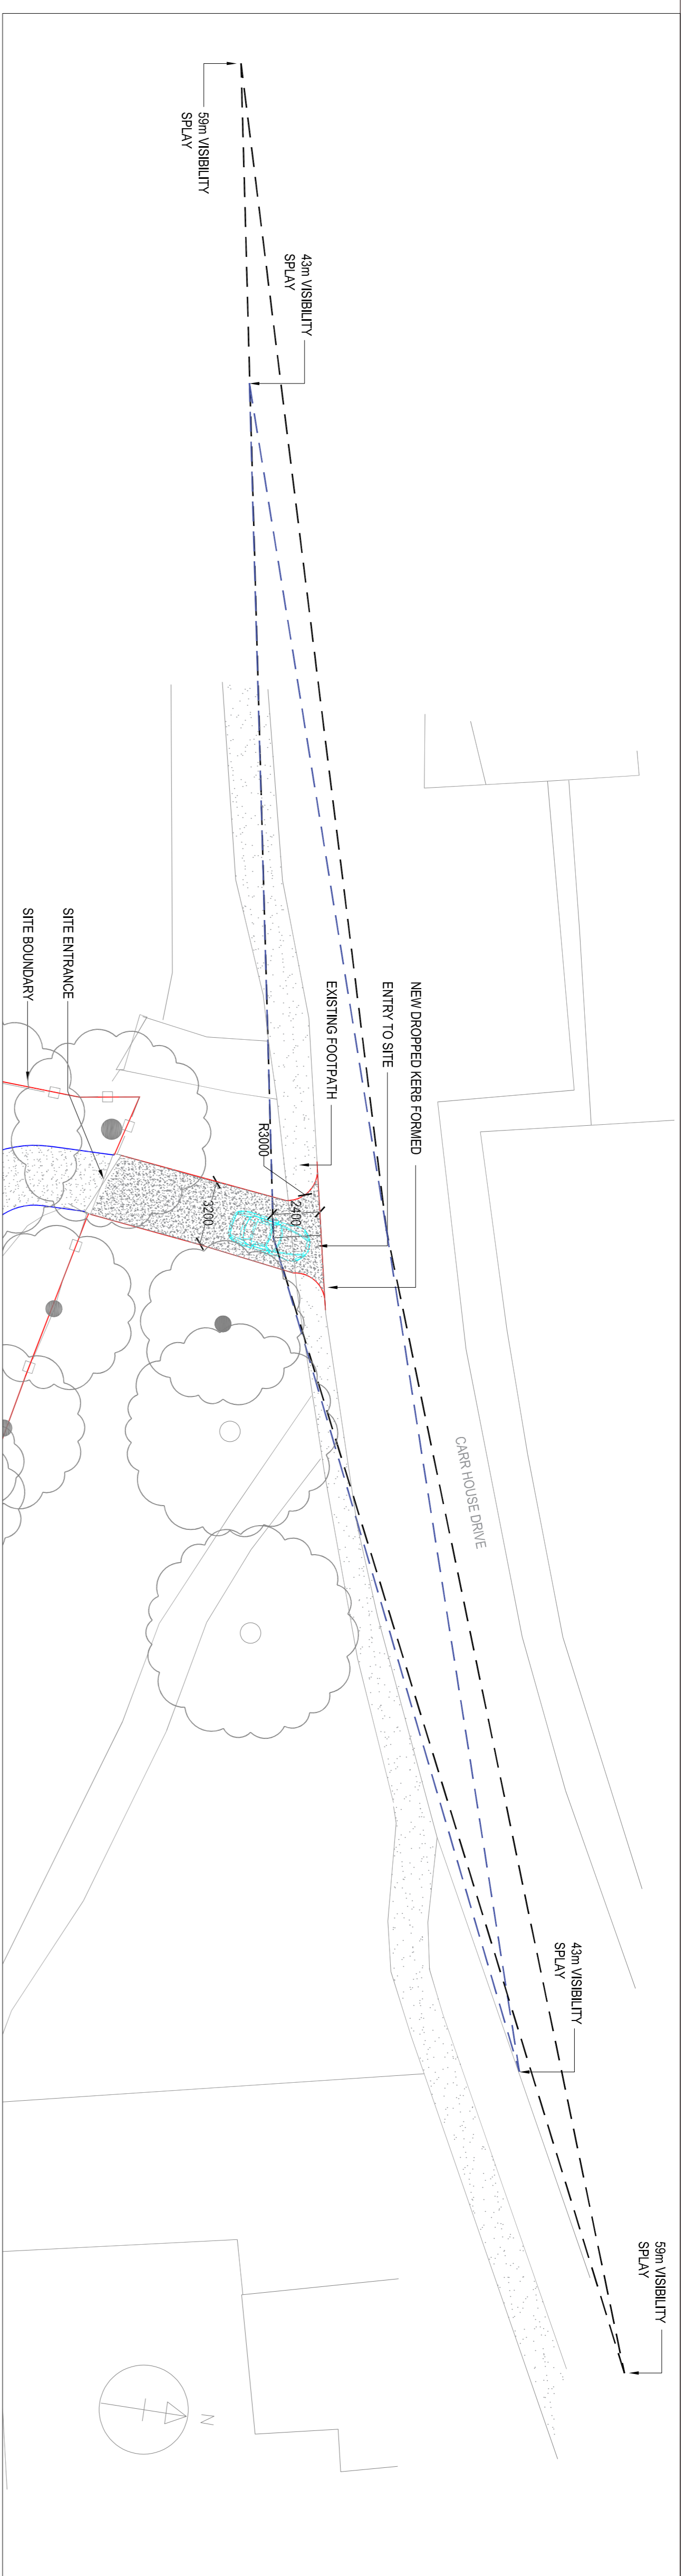 59m VISIBILITY
SPLAY
43m VISIBILITY
SPLAY
NEW DROPPED KERB FORMED
ENTRY TO SITE
EXISTING FOOTPATH
R3000
2400
3200
SITE ENTRANCE
SITE BOUNDARY
CARR HOUSE DRIVE
43m VISIBILITY
SPLAY
59m VISIBILITY
SPLAY
N